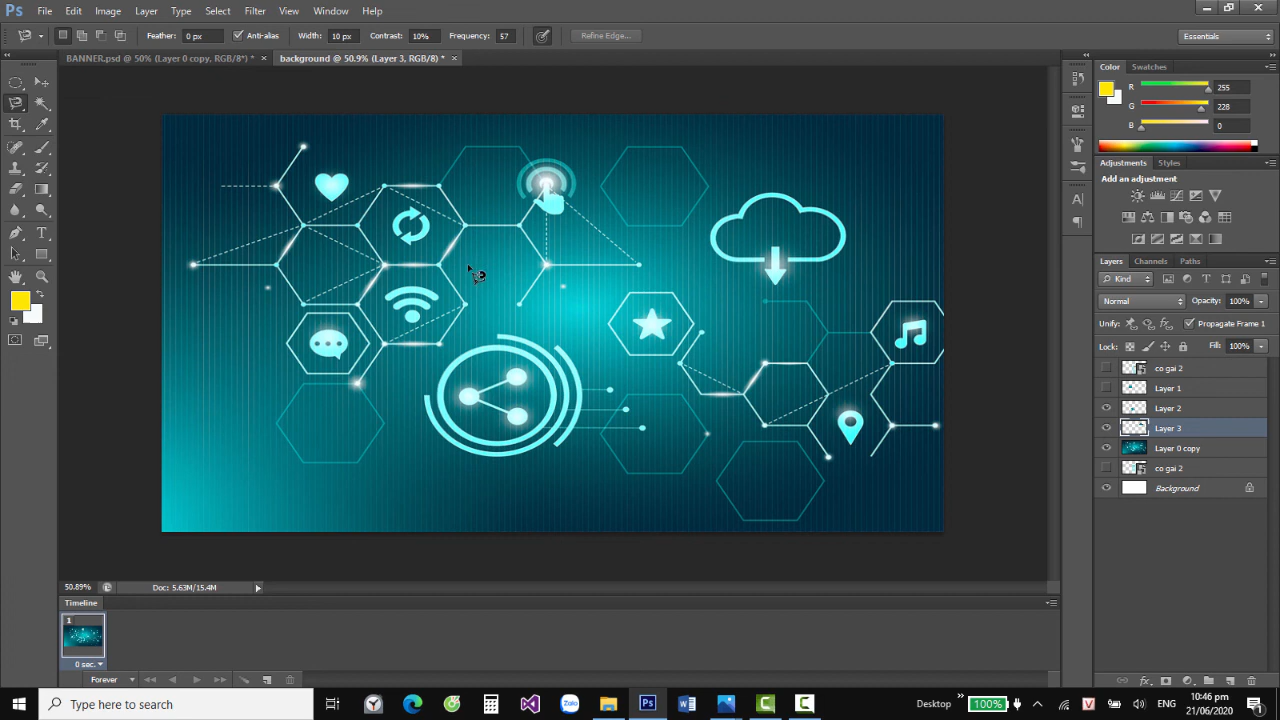 Ps File Edit Image Layer Type Select Filter View Window Help
Feather: 0 px Anti-alias Width: 10 px Contrast: 10% Frequency: 57 Refine Edge... Essentials
BANNER.psd @ 50% (Layer 0 copy, RGB/8*) * background @ 50.9% (Layer 3, RGB/8) *
Color Swatches
R 255
G 228
B 0
Adjustments Styles
Add an adjustment
Layers Channels Paths
Kind
Normal Opacity: 100%
Unify: Propagate Frame 1
Lock: Fill: 100%
co gai 2
Layer 1
Layer 2
Layer 3
Layer 0 copy
co gai 2
Background
50.89% Doc: 5.63M/15.4M
Timeline
1
0 sec.
Forever
Type here to search
Zalo
Ps
Desktop
100%
V
ENG
10:46 pm
21/06/2020